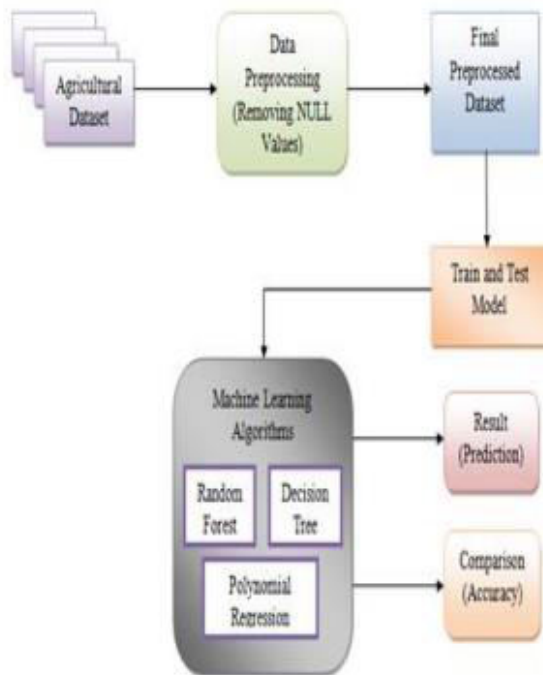 Agricultural
Dataset
Data
Preprocessing
(Removing NULL
Values)
Final
Preprocessed
Dataset
Train and Test
Model
Machine Learning
Algorithms
Random
Forest
Decision
Tree
Polynomial
Regression
Result
(Prediction)
Comparison
(Accuracy)